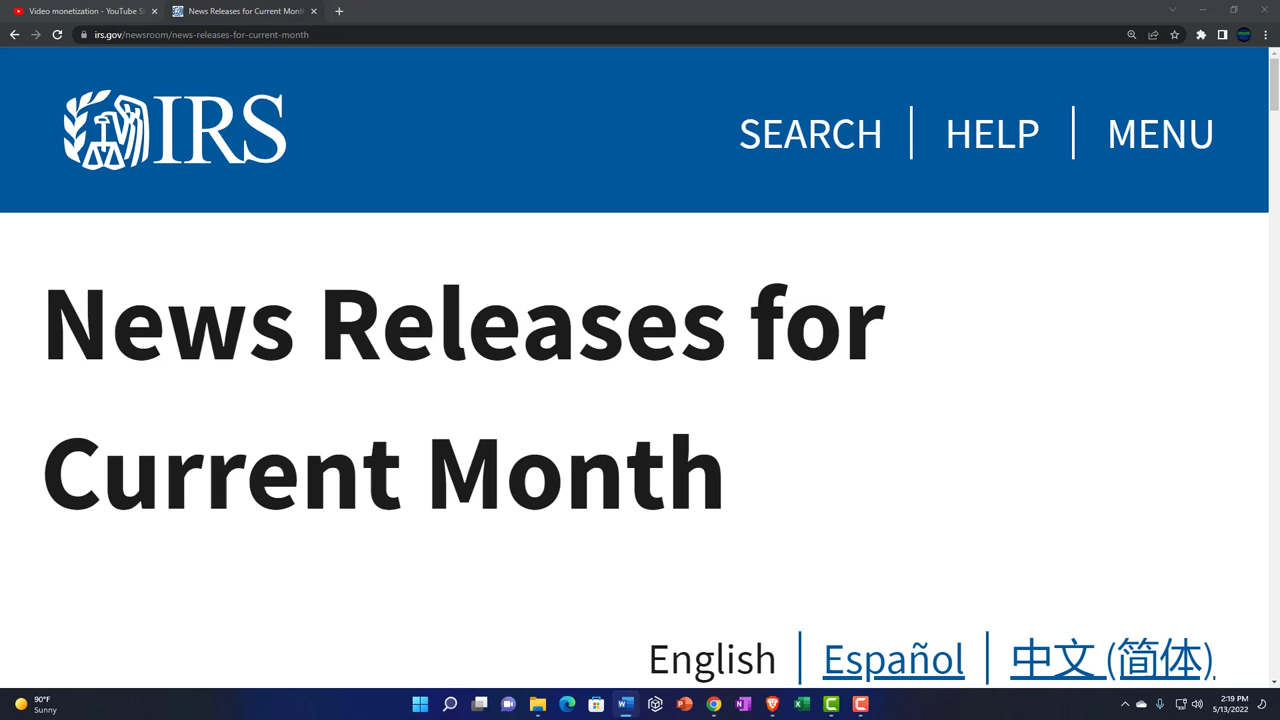 Video monetization - YouTube S
News Releases for Current Month
irs.gov/newsroom/news-releases-for-current-month
IRS
SEARCH
HELP
MENU
News Releases for
Current Month
English
Español
中文 (简体)
90°F
Sunny
2:19 PM
5/13/2022